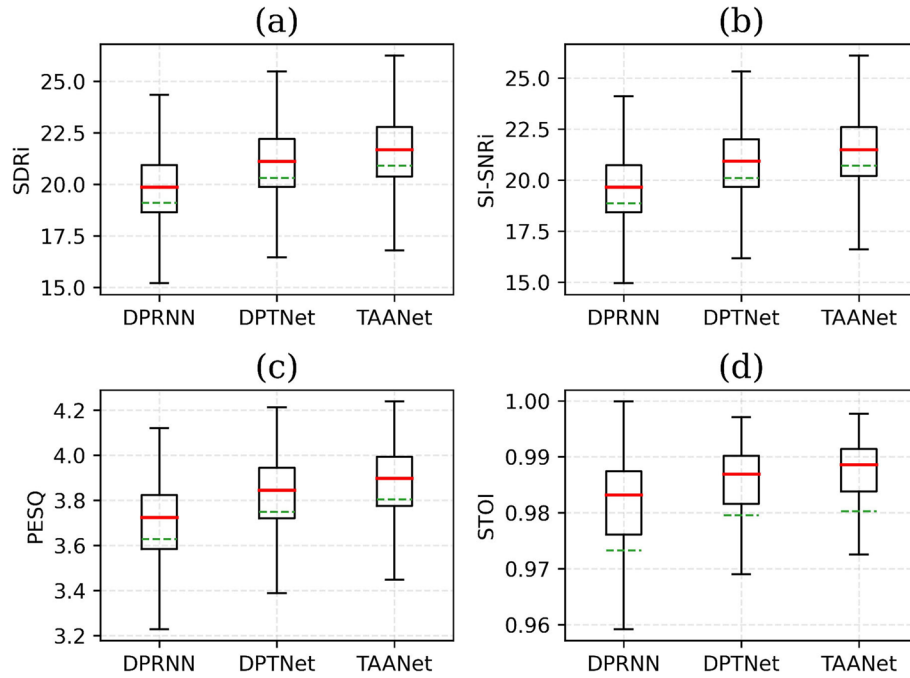 (a)
SDRi
25.0
22.5
20.0
17.5
15.0
DPRNN DPTNet TAANet
(b)
SI-SNRi
25.0
22.5
20.0
17.5
15.0
DPRNN DPTNet TAANet
(c)
PESQ
4.2
4.0
3.8
3.6
3.4
3.2
DPRNN DPTNet TAANet
(d)
STOI
1.00
0.99
0.98
0.97
0.96
DPRNN DPTNet TAANet